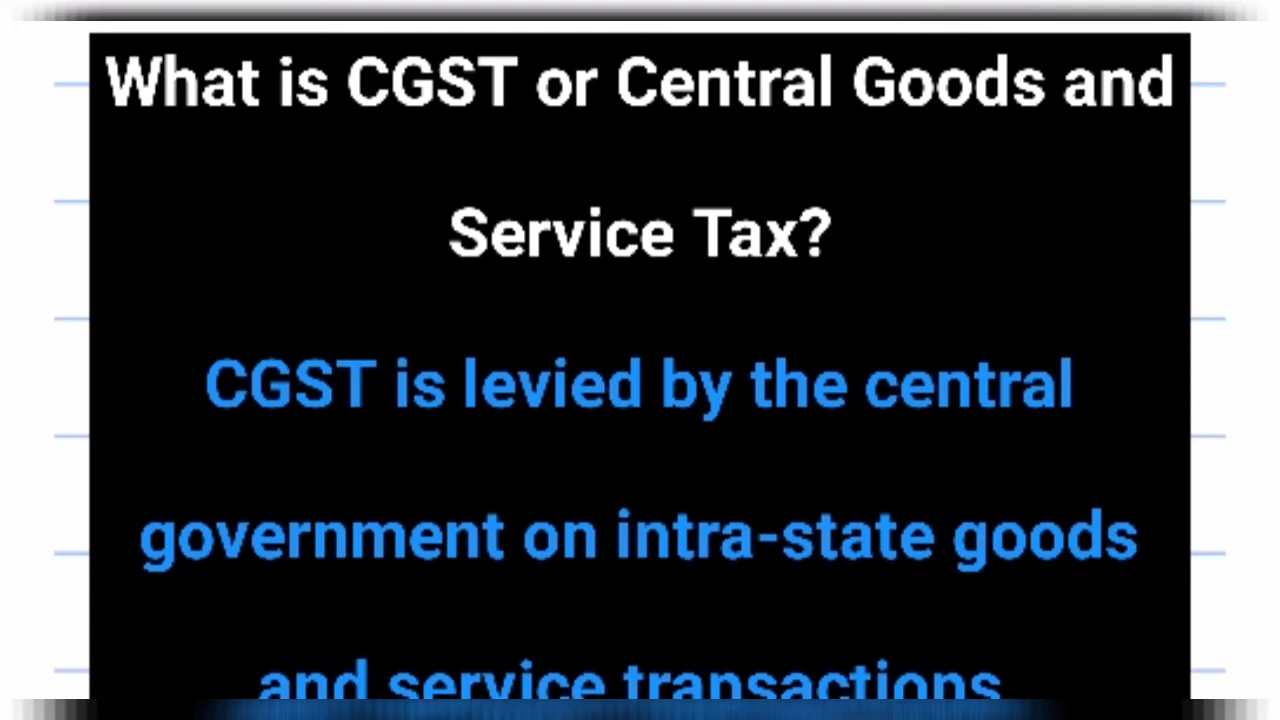 What is CGST or Central Goods and
Service Tax?
CGST is levied by the central
government on intra-state goods
and service transactions